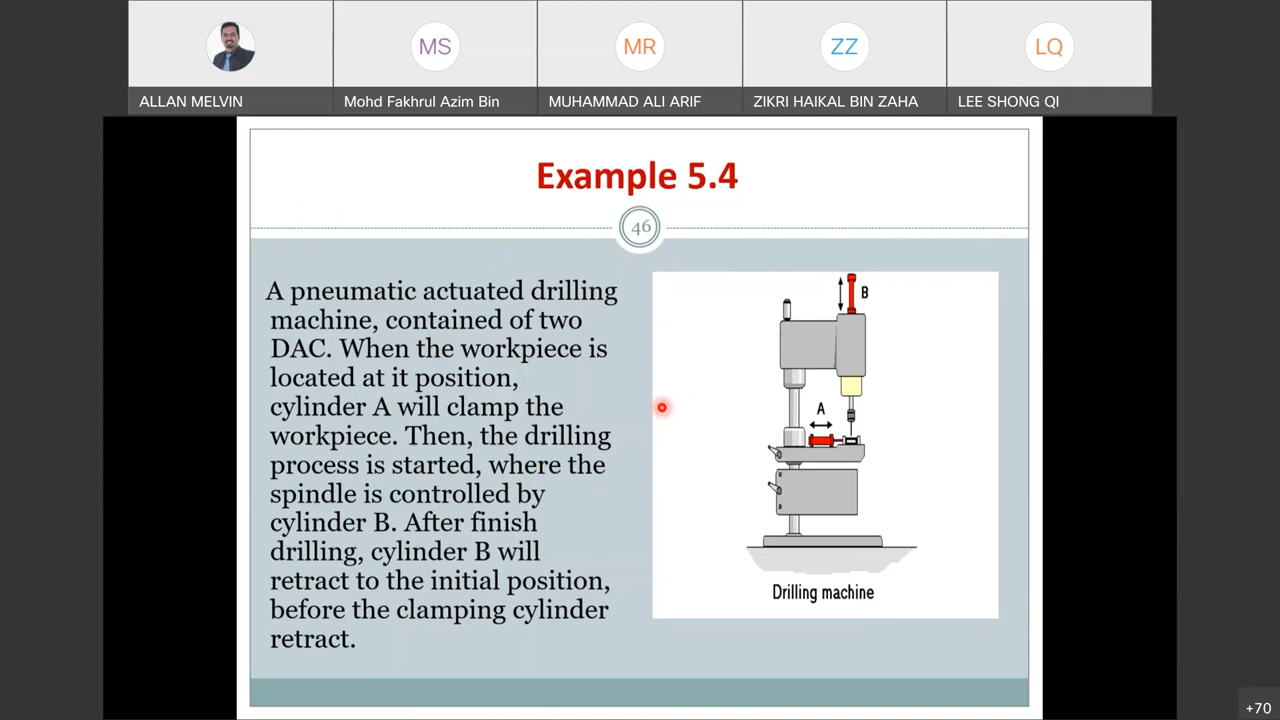 MS
MR
ZZ
LQ
ALLAN MELVIN
Mohd Fakhrul Azim Bin
MUHAMMAD ALI ARIF
ZIKRI HAIKAL BIN ZAHA
LEE SHONG QI
Example 5.4
46
A pneumatic actuated drilling
machine, contained of two
DAC. When the workpiece is
located at it position,
cylinder A will clamp the
workpiece. Then, the drilling
process is started, where the
spindle is controlled by
cylinder B. After finish
drilling, cylinder B will
retract to the initial position,
before the clamping cylinder
retract.
B
A
Drilling machine
+70